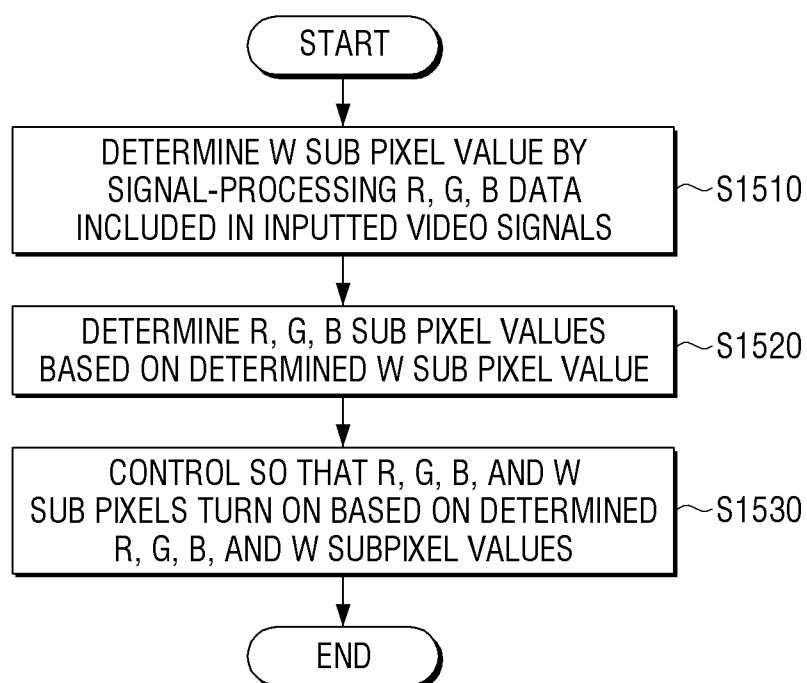 START
DETERMINE W SUB PIXEL VALUE BY
SIGNAL-PROCESSING R, G, B DATA
INCLUDED IN INPUTTED VIDEO SIGNALS
S1510
DETERMINE R, G, B SUB PIXEL VALUES
BASED ON DETERMINED W SUB PIXEL VALUE
S1520
CONTROL SO THAT R, G, B, AND W
SUB PIXELS TURN ON BASED ON DETERMINED
R, G, B, AND W SUBPIXEL VALUES
S1530
END